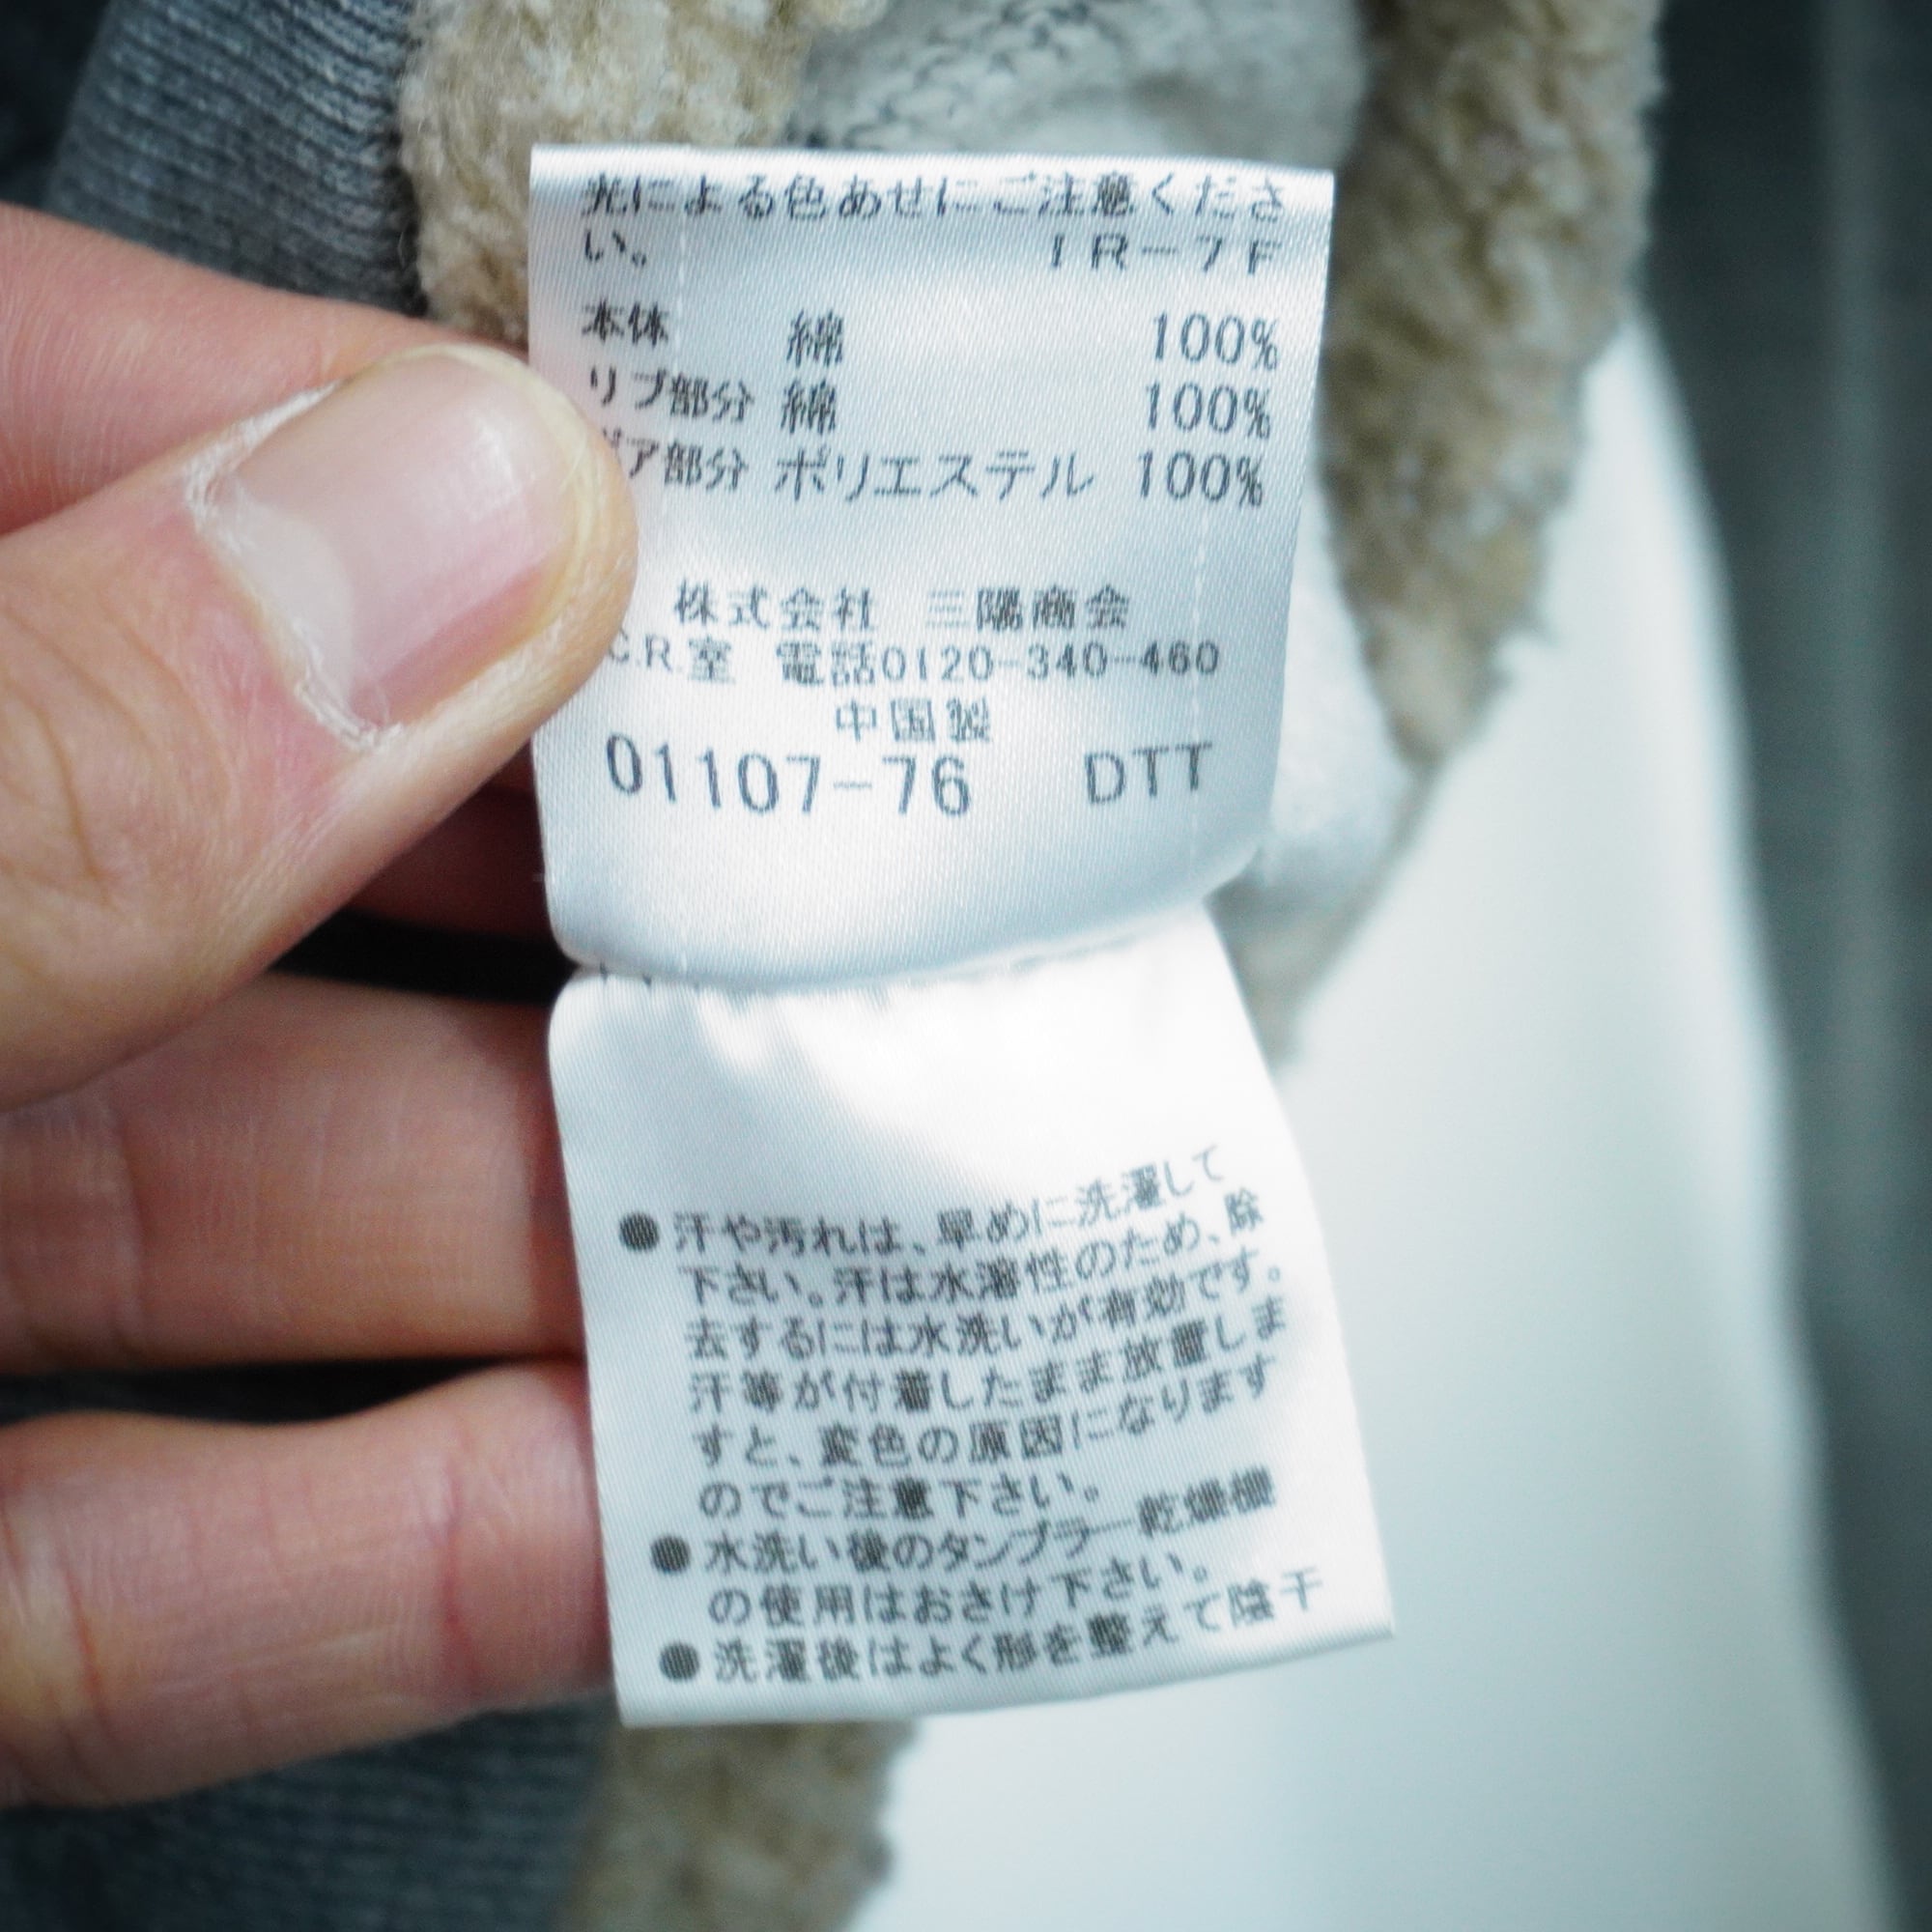 光による色あせにご注意くださ
い。 IR-7F
本体 綿 100%
リブ部分 綿 100%
ア部分 ポリエステル 100%
株式会社 三陽商会
C.R.室 電話0120-340-460
中国製
01107-76 DTT
●汗や汚れは、早めに洗濯して
下さい。汗は水溶性のため、除
去するには水洗いが有効です。
汗等が付着したまま放置しま
すと、変色の原因になります
のでご注意下さい。
●水洗い後のタンブラー乾燥機
の使用はおさけ下さい。
●洗濯後はよく形を整えて陰干